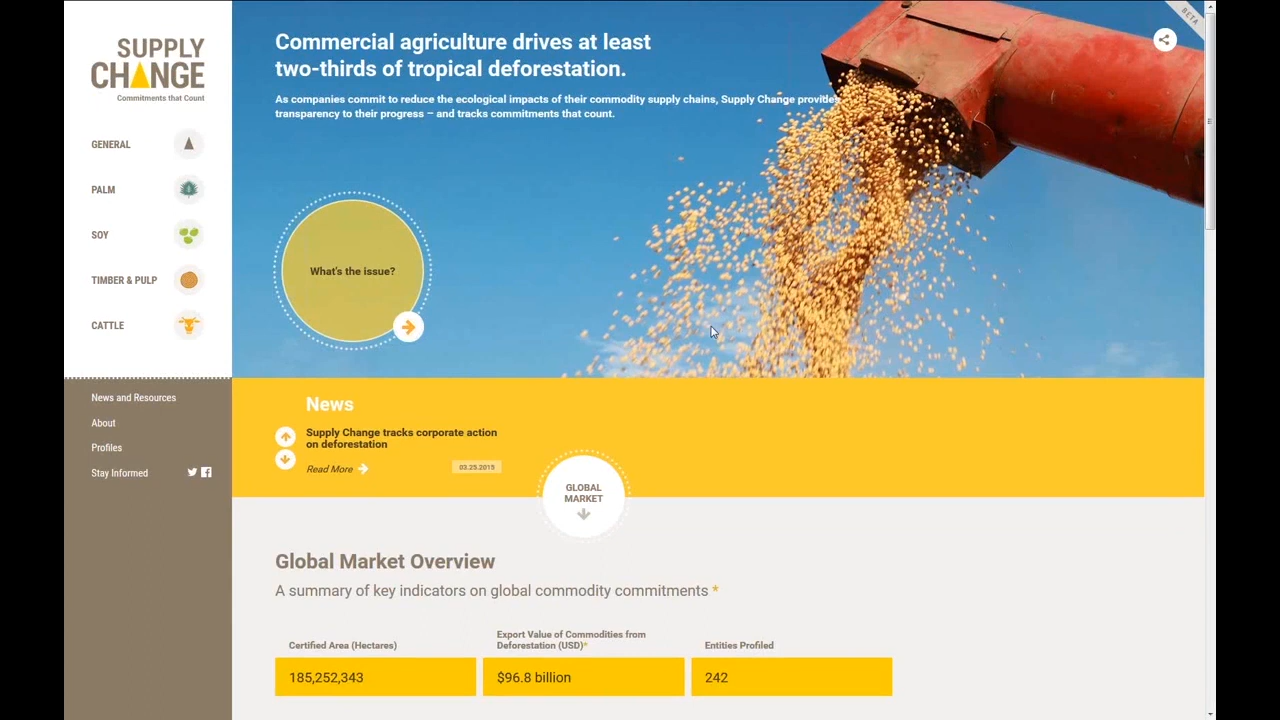 SUPPLY
CHANGE
Commitments that Count
GENERAL
PALM
SOY
TIMBER & PULP
CATTLE
News and Resources
About
Profiles
Stay Informed
BETA
Commercial agriculture drives at least
two-thirds of tropical deforestation.
As companies commit to reduce the ecological impacts of their commodity supply chains, Supply Change provides
transparency to their progress – and tracks commitments that count.
What's the issue?
News
Supply Change tracks corporate action
on deforestation
Read More
03.25.2015
GLOBAL
MARKET
Global Market Overview
A summary of key indicators on global commodity commitments *
Certified Area (Hectares)
185,252,343
Export Value of Commodities from
Deforestation (USD)*
$96.8 billion
Entities Profiled
242